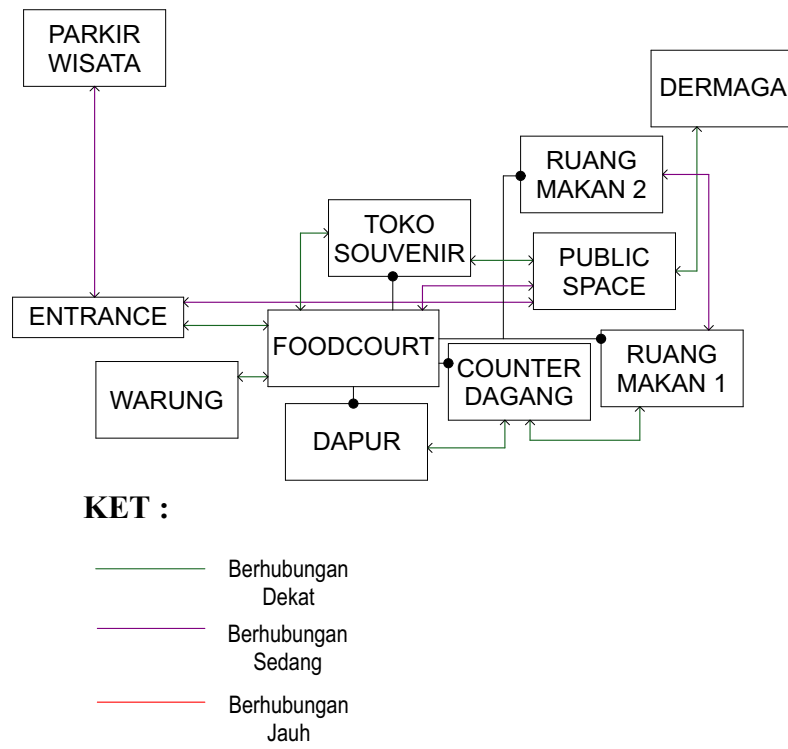 PARKIR
WISATA
DERMAGA
RUANG
MAKAN 2
TOKO
SOUVENIR
PUBLIC
SPACE
ENTRANCE
FOODCOURT
RUANG
MAKAN 1
COUNTER
DAGANG
WARUNG
DAPUR
KET :
Berhubungan
Dekat
Berhubungan
Sedang
Berhubungan
Jauh